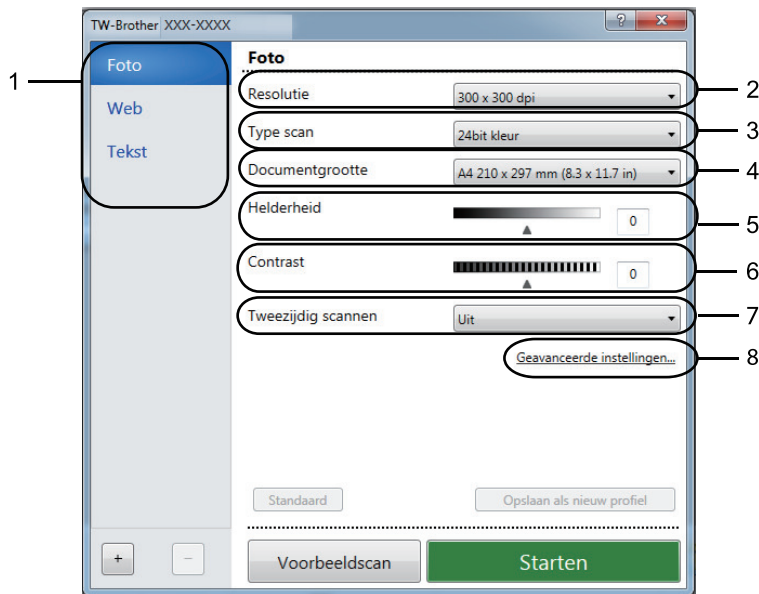 TW-Brother XXX-XXXX
1
Foto
Web
Tekst
Foto
Resolutie 300 x 300 dpi 2
Type scan 24bit kleur 3
Documentgrootte A4 210 x 297 mm (8.3 x 11.7 in) 4
Helderheid 0 5
Contrast 0 6
Tweezijdig scannen Uit 7
Geavanceerde instellingen... 8
Standaard Opslaan als nieuw profiel
+ - Voorbeeldscan Starten